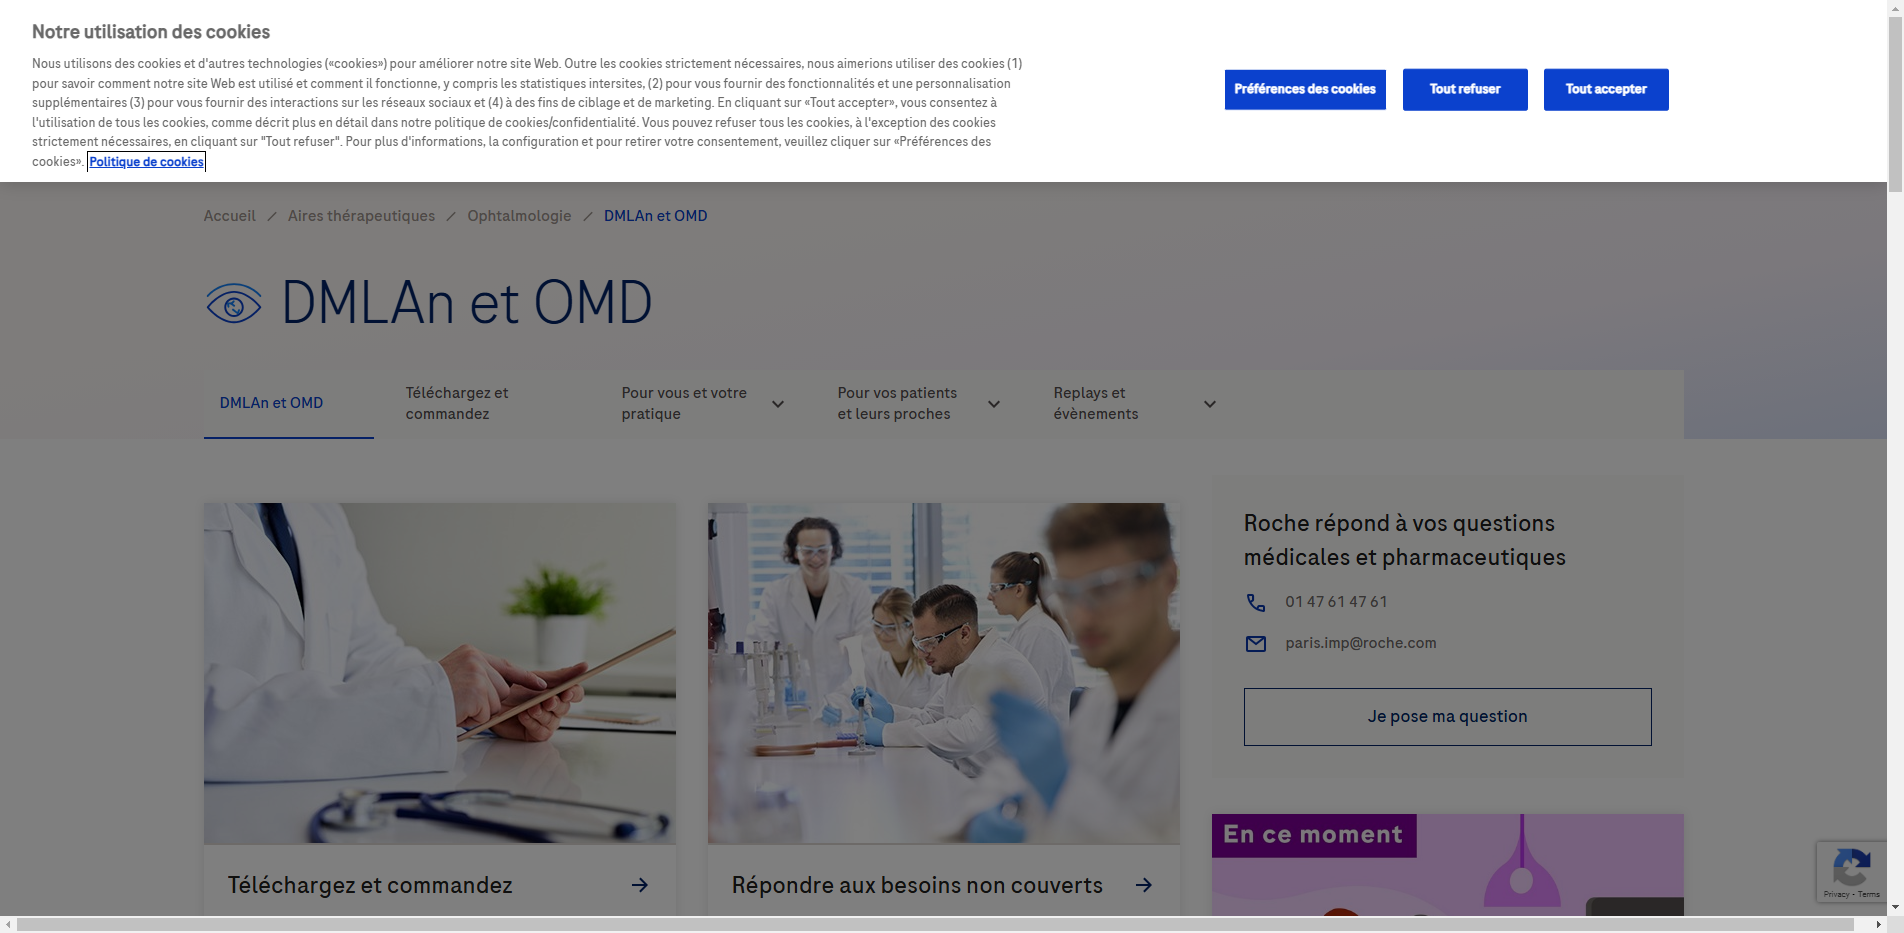 Notre utilisation des cookies
Nous utilisons des cookies et d'autres technologies («cookies») pour améliorer notre site Web. Outre les cookies strictement nécessaires, nous aimerions utiliser des cookies (1)
pour savoir comment notre site Web est utilisé et comment il fonctionne, y compris les statistiques intersites, (2) pour vous fournir des fonctionnalités et une personnalisation
supplémentaires (3) pour vous fournir des interactions sur les réseaux sociaux et (4) à des fins de ciblage et de marketing. En cliquant sur «Tout accepter», vous consentez à
l'utilisation de tous les cookies, comme décrit plus en détail dans notre politique de cookies/confidentialité. Vous pouvez refuser tous les cookies, à l'exception des cookies
strictement nécessaires, en cliquant sur "Tout refuser". Pour plus d'informations, la configuration et pour retirer votre consentement, veuillez cliquer sur «Préférences des
cookies». Politique de cookies
Préférences des cookies
Tout refuser
Tout accepter
Accueil / Aires thérapeutiques / Ophtalmologie / DMLAn et OMD
DMLAn et OMD
DMLAn et OMD
Téléchargez et
commandez
Pour vous et votre
pratique
Pour vos patients
et leurs proches
Replays et
évènements
Téléchargez et commandez
Répondre aux besoins non couverts
Roche répond à vos questions
médicales et pharmaceutiques
01 47 61 47 61
paris.imp@roche.com
Je pose ma question
En ce moment
Privacy - Terms